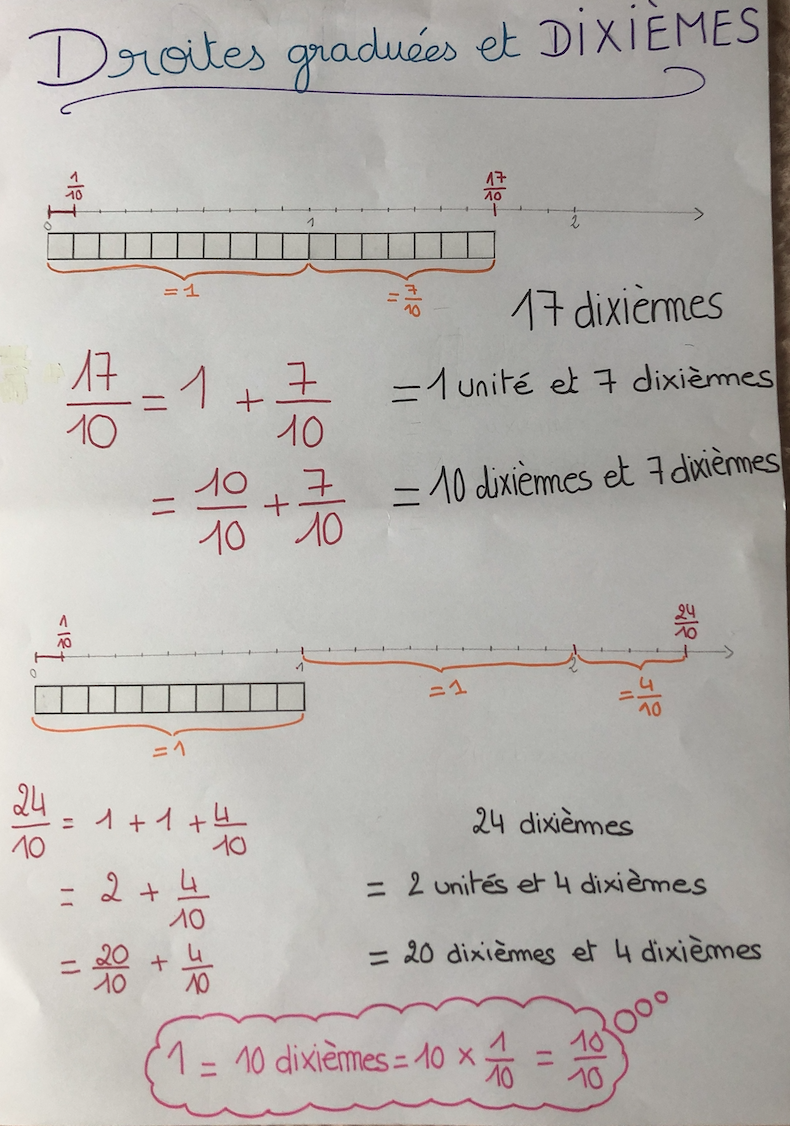 Droites graduées et DIXIÈMES
1/10 17/10
0 1 2
= 1 = 7/10
17 dixièmes
17/10 = 1 + 7/10 = 1 unité et 7 dixièmes
= 10/10 + 7/10 = 10 dixièmes et 7 dixièmes
1/10 24/10
0 1 2
= 1 = 4/10
= 1
24/10 = 1 + 1 + 4/10 24 dixièmes
= 2 + 4/10 = 2 unités et 4 dixièmes
= 20/10 + 4/10 = 20 dixièmes et 4 dixièmes
1 = 10 dixièmes = 10 × 1/10 = 10/10